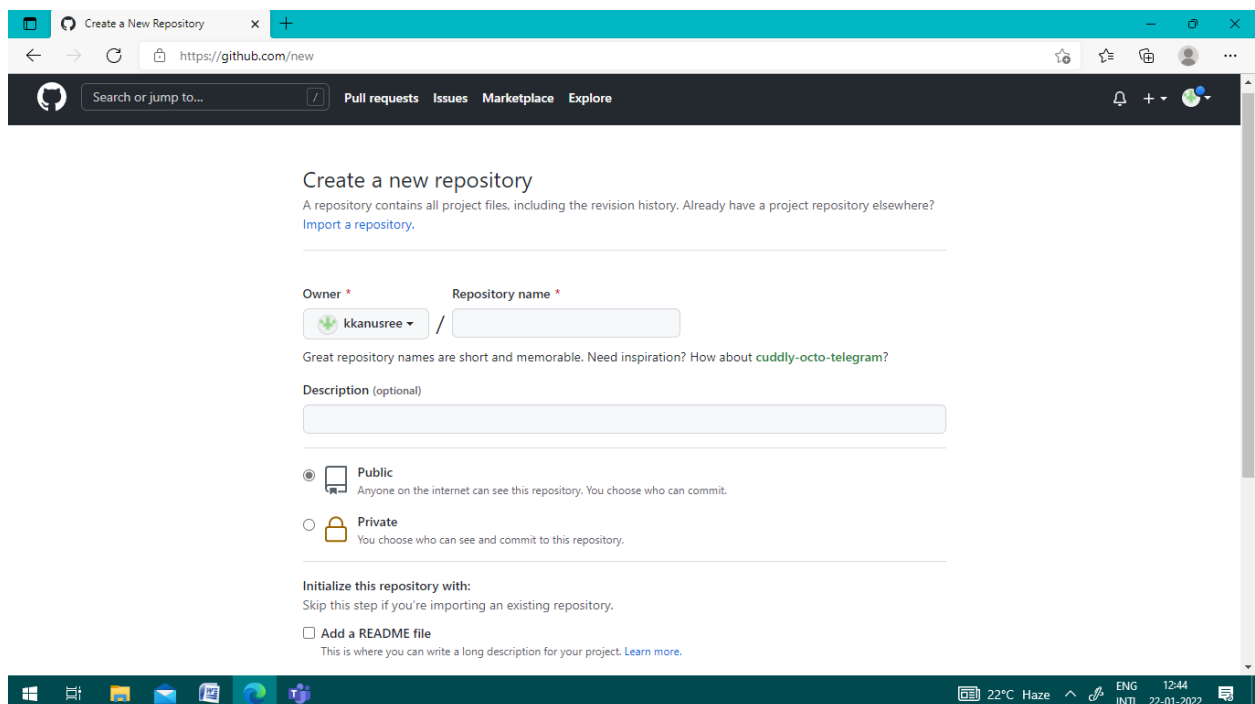 Create a New Repository
https://github.com/new
Search or jump to... / Pull requests Issues Marketplace Explore
Create a new repository
A repository contains all project files, including the revision history. Already have a project repository elsewhere?
Import a repository.
Owner * Repository name *
kkanusree /
Great repository names are short and memorable. Need inspiration? How about cuddly-octo-telegram?
Description (optional)
Public
Anyone on the internet can see this repository. You choose who can commit.
Private
You choose who can see and commit to this repository.
Initialize this repository with:
Skip this step if you're importing an existing repository.
Add a README file
This is where you can write a long description for your project. Learn more.
22°C Haze
ENG 12:44
INTL 22-01-2022